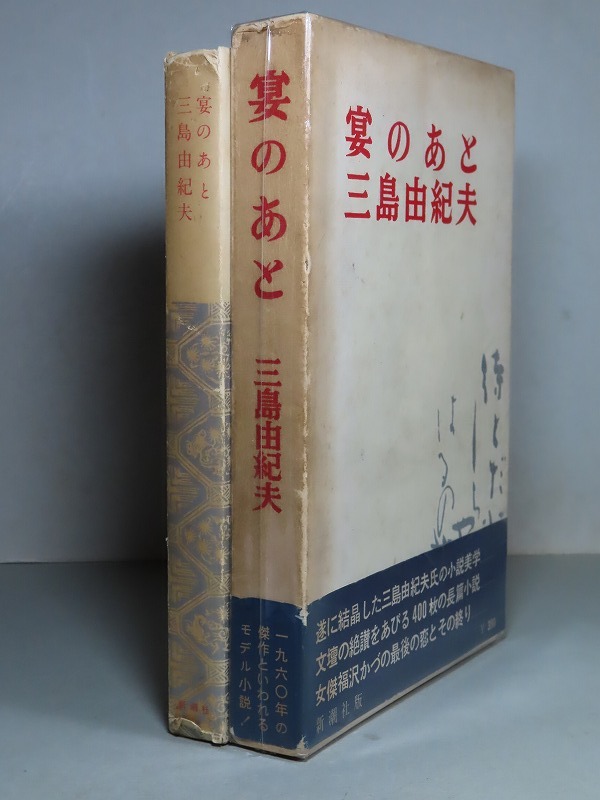 宴のあと
三島由紀夫
新潮社
宴のあと
三島由紀夫
一九六〇年の
傑作といわれる
モデル小説!
宴のあと
三島由紀夫
遂に結晶した三島由紀夫氏の小説美学
文壇の絶讃をあびる400枚の長篇小説
女傑福沢かづの最後の恋とその終り
新潮社版